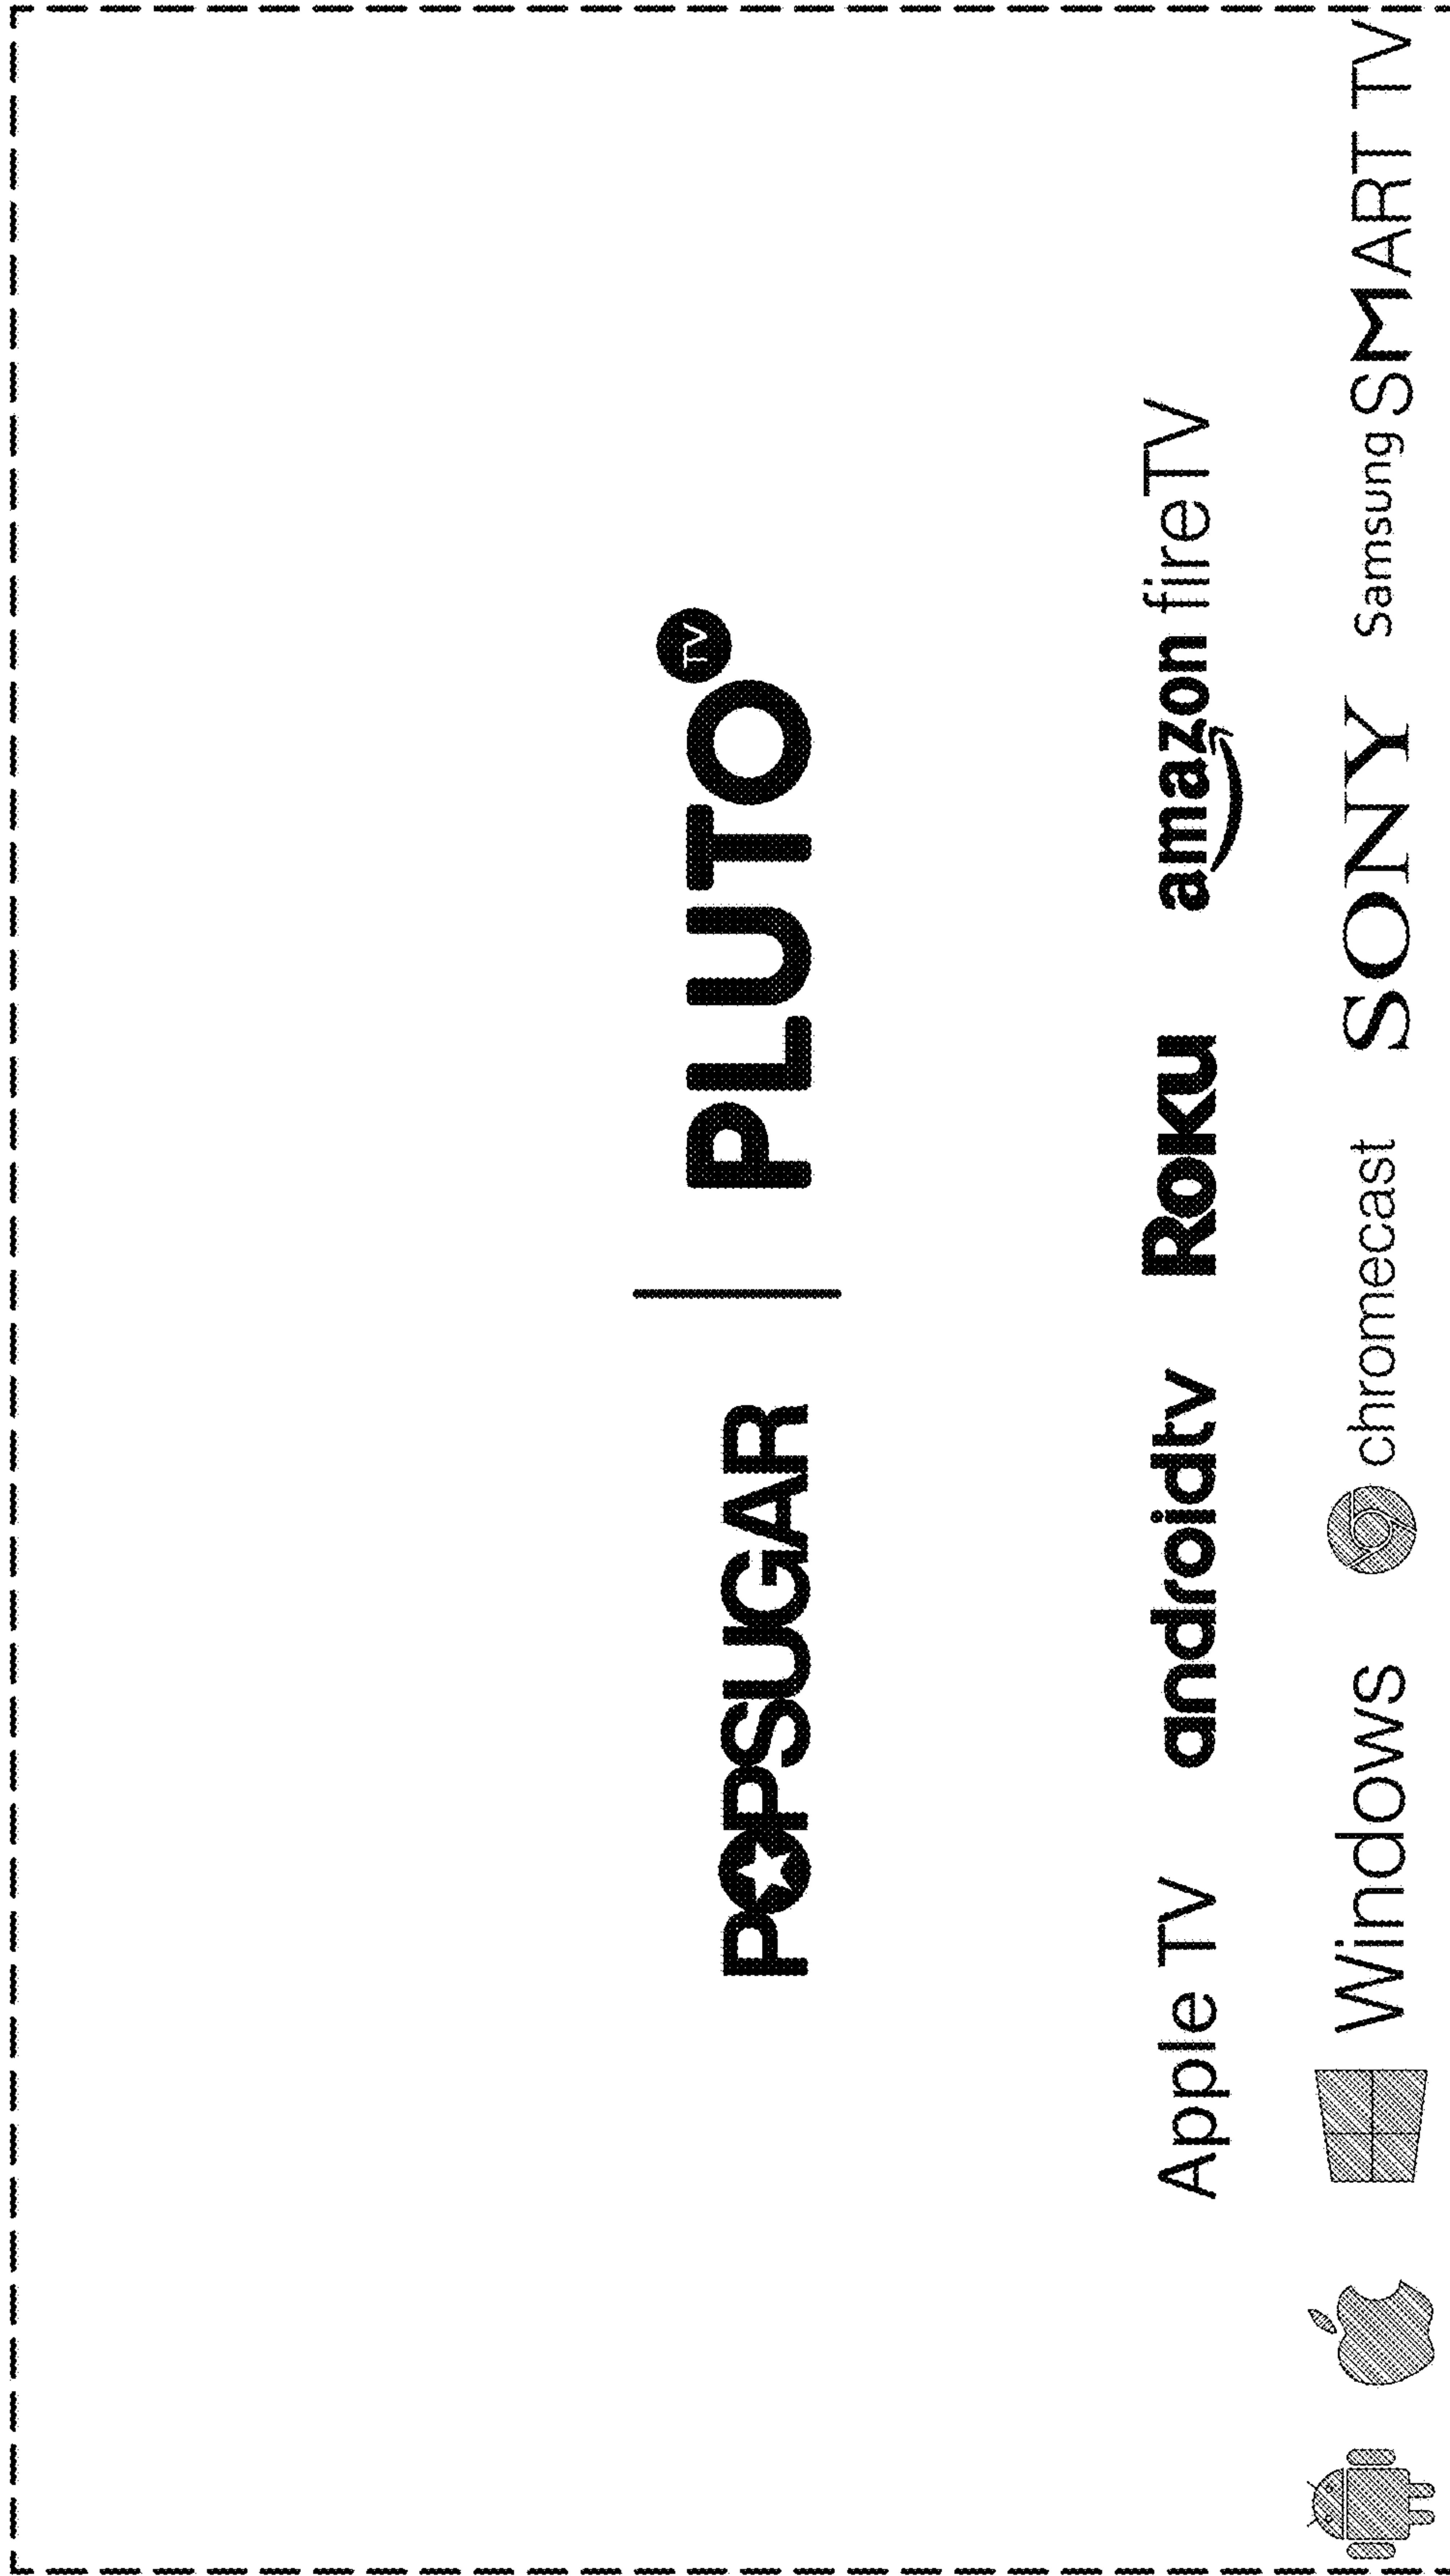 POPSUGAR | PLUTO TV
Apple TV androidtv Roku amazon fireTV
Windows chromecast SONY Samsung SMART TV